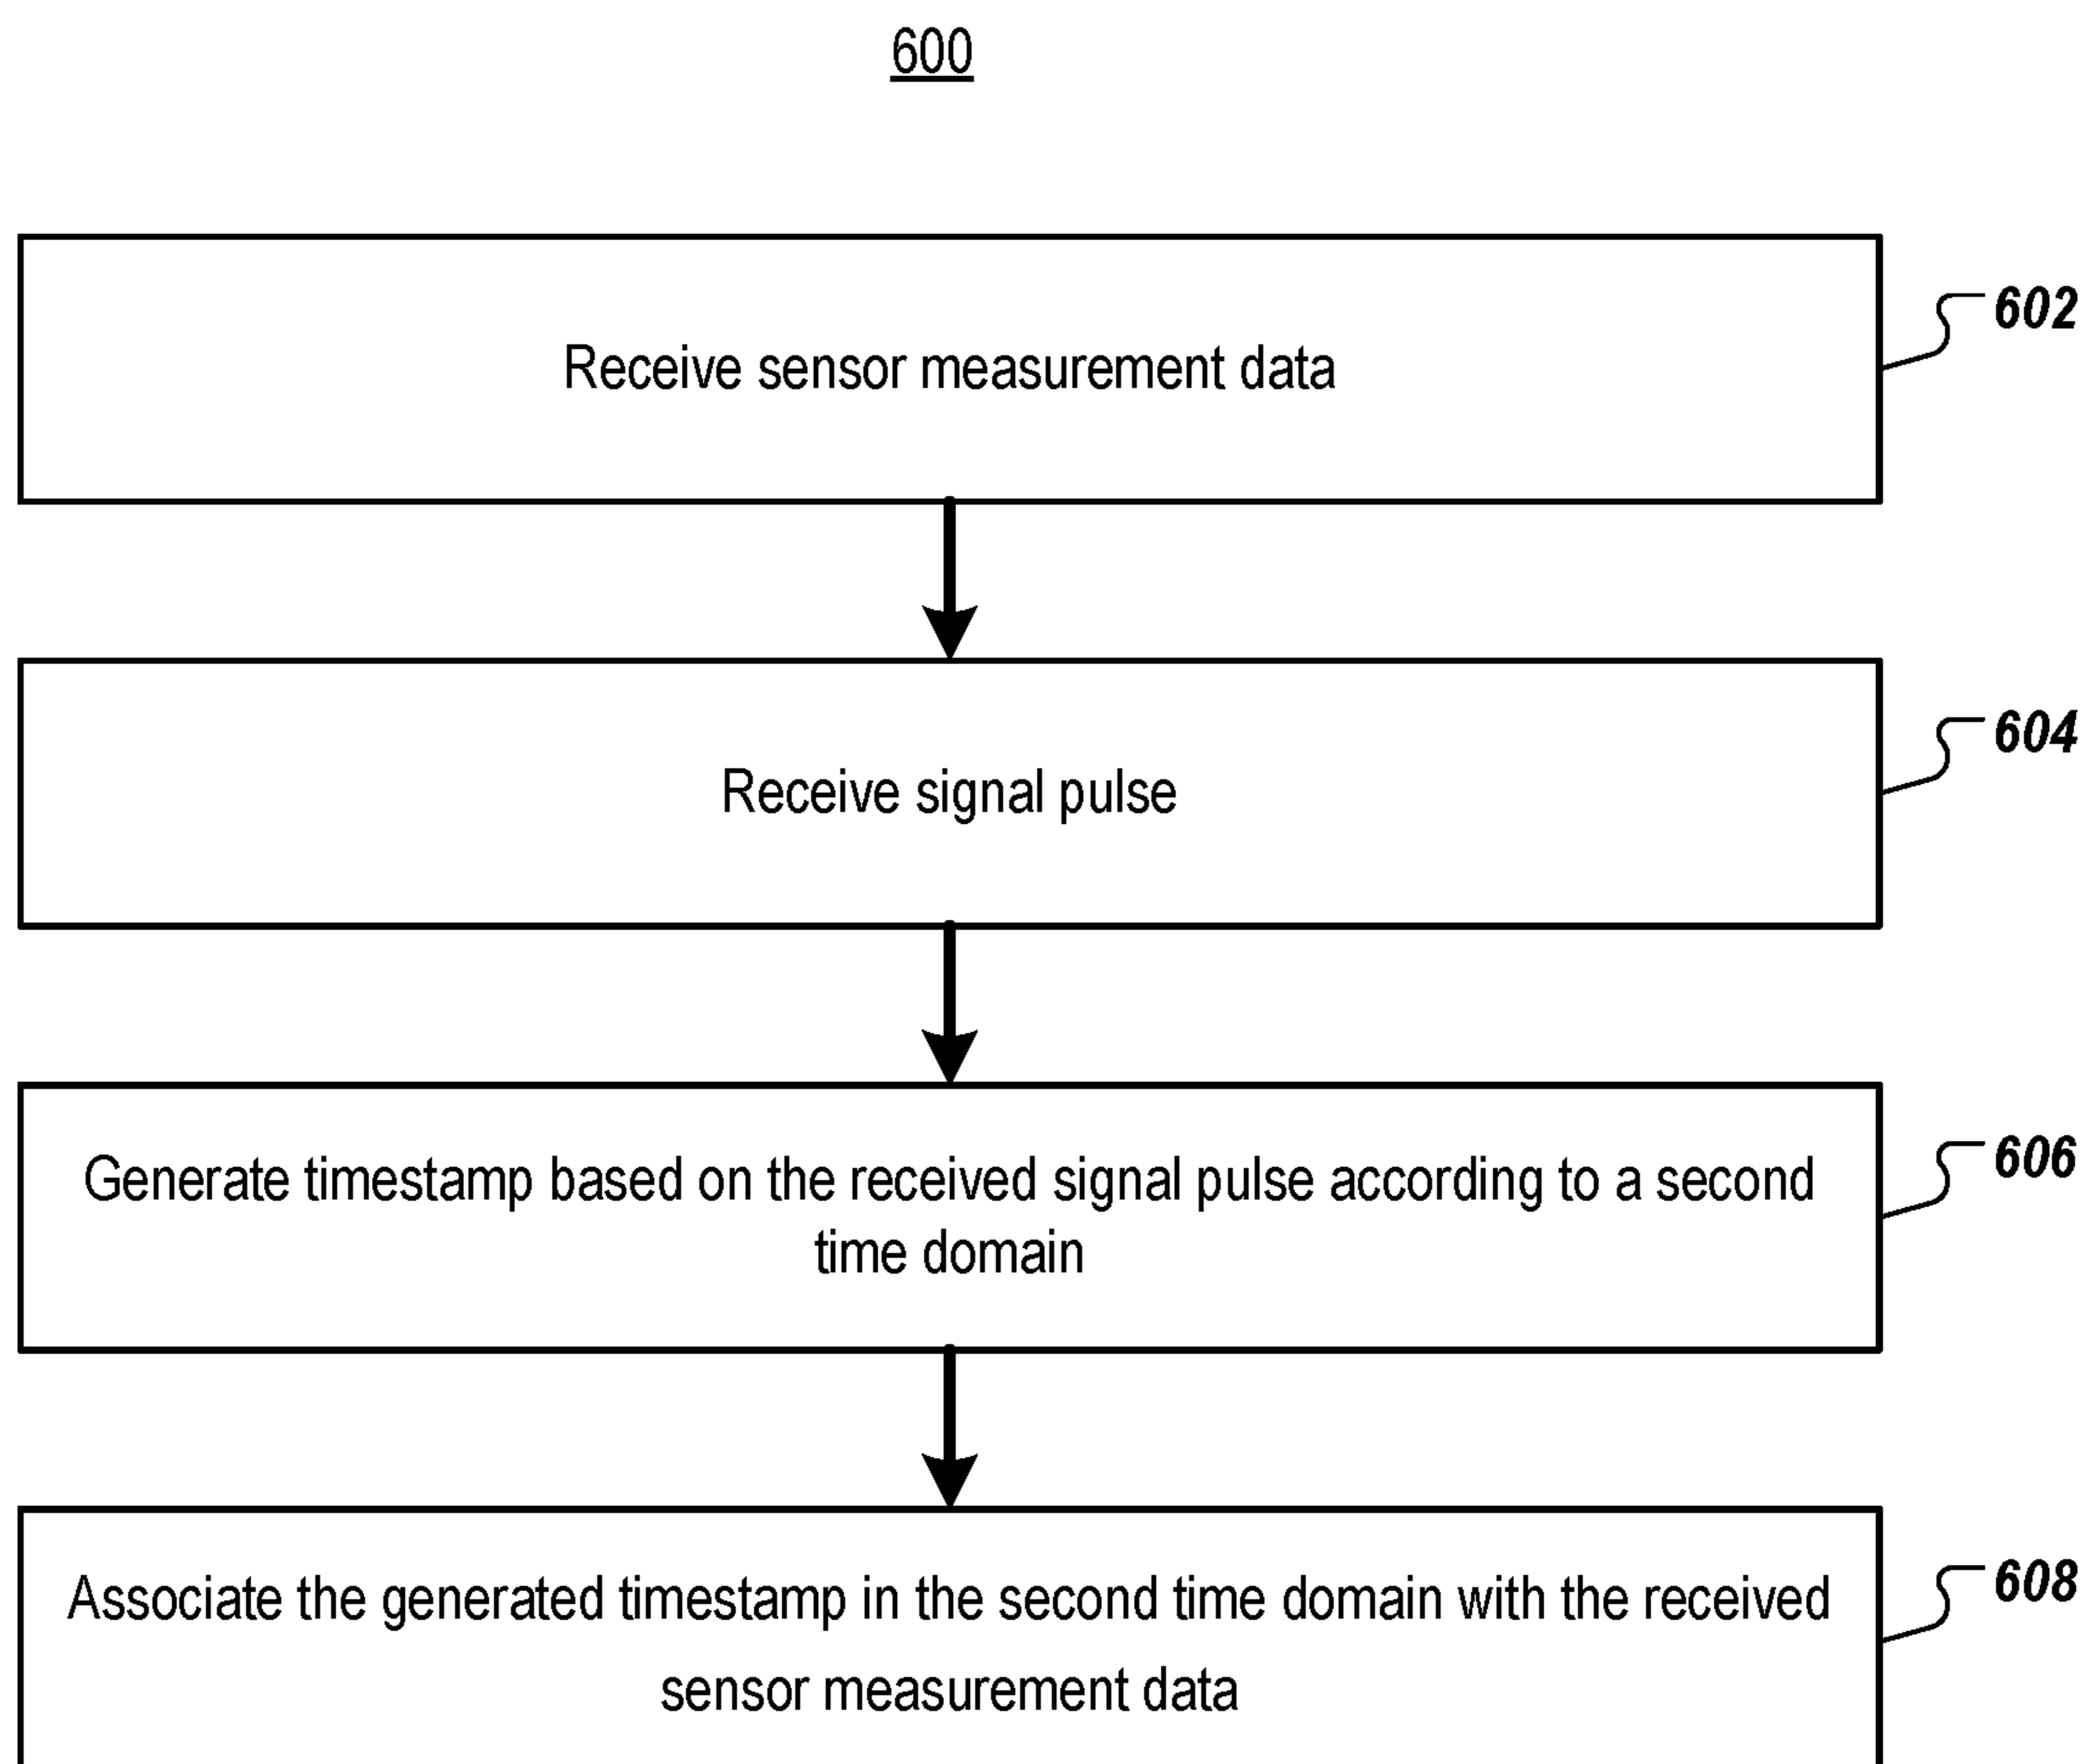 600
Receive sensor measurement data
602
Receive signal pulse
604
Generate timestamp based on the received signal pulse according to a second
time domain
606
Associate the generated timestamp in the second time domain with the received
sensor measurement data
608